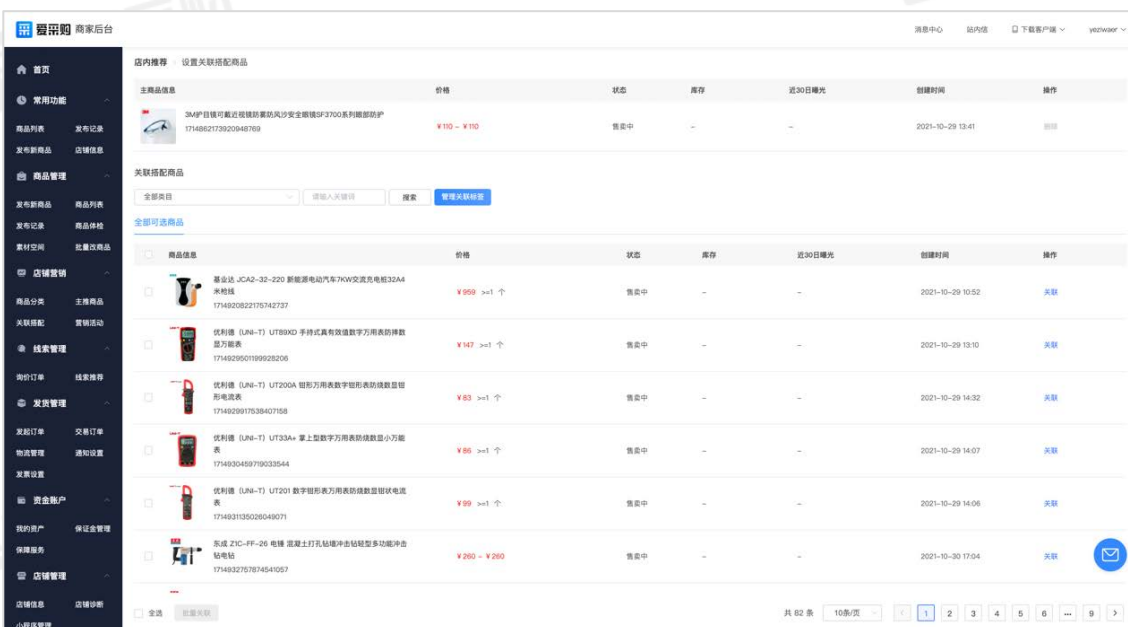 采 爱采购 商家后台
消息中心 站内信 下载客户端 yeziwaer
首页
常用功能
商品列表 发布记录
发布新商品 店铺信息
商品管理
发布新商品 商品列表
发布记录 商品体检
素材空间 批量改商品
店铺营销
商品分类 主推商品
关联搭配 营销活动
线索管理
询价订单 线索推荐
发货管理
发起订单 交易订单
物流管理 通知设置
发票设置
资金账户
我的资产 保证金管理
保障服务
店铺管理
店铺信息 店铺诊断
小程序管理
店内推荐 设置关联搭配商品
主商品信息 价格 状态 库存 近30日曝光 创建时间 操作
3M护目镜可戴近视镜防雾防风沙安全眼镜SF3700系列眼部防护
1714862173920948769
¥110 - ¥110 售卖中 - - 2021-10-29 13:41
关联搭配商品
全部类目 请输入关键词 搜索 管理关联标签
全部可选商品
商品信息 价格 状态 库存 近30日曝光 创建时间 操作
基业达 JCA2-32-220 新能源电动汽车7KW交流充电桩32A4
米枪线
1714920822175742737
¥959 >=1 个 售卖中 - - 2021-10-29 10:52 关联
优利德（UNI-T）UT89XD 手持式真有效值数字万用表防摔数
显万能表
1714929501199928206
¥147 >=1 个 售卖中 - - 2021-10-29 13:10 关联
优利德（UNI-T）UT200A 钳形万用表数字钳形表防烧数显钳
形电流表
1714929917538407158
¥83 >=1 个 售卖中 - - 2021-10-29 14:32 关联
优利德（UNI-T）UT33A+ 掌上型数字万用表防烧数显小万能
表
1714930459719033544
¥86 >=1 个 售卖中 - - 2021-10-29 14:07 关联
优利德（UNI-T）UT201 数字钳形表万用表防烧数显钳状电流
表
1714931135026049071
¥99 >=1 个 售卖中 - - 2021-10-29 14:06 关联
东成 Z1C-FF-26 电锤 混凝土打孔钻墙冲击钻轻型多功能冲击
钻电钻
1714932757874541057
¥260 - ¥260 售卖中 - - 2021-10-30 17:04 关联
全选 批量关联 共 82 条 10条/页 < 1 2 3 4 5 6 ... 9 >